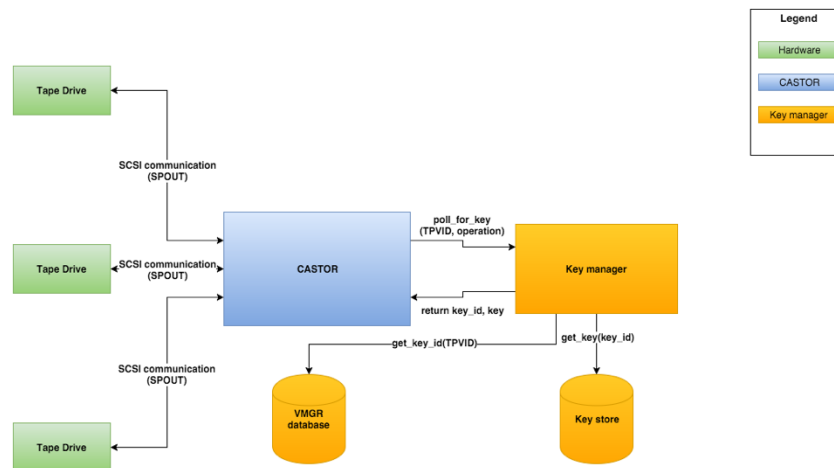 Legend
Hardware
CASTOR
Key manager
Tape Drive
SCSI communication
(SPOUT)
poll_for_key
(TPVID, operation)
Tape Drive
SCSI communication
(SPOUT)
CASTOR
Key manager
return key_id, key
get_key_id(TPVID)
get_key(key_id)
SCSI communication
(SPOUT)
VMGR
database
Key store
Tape Drive